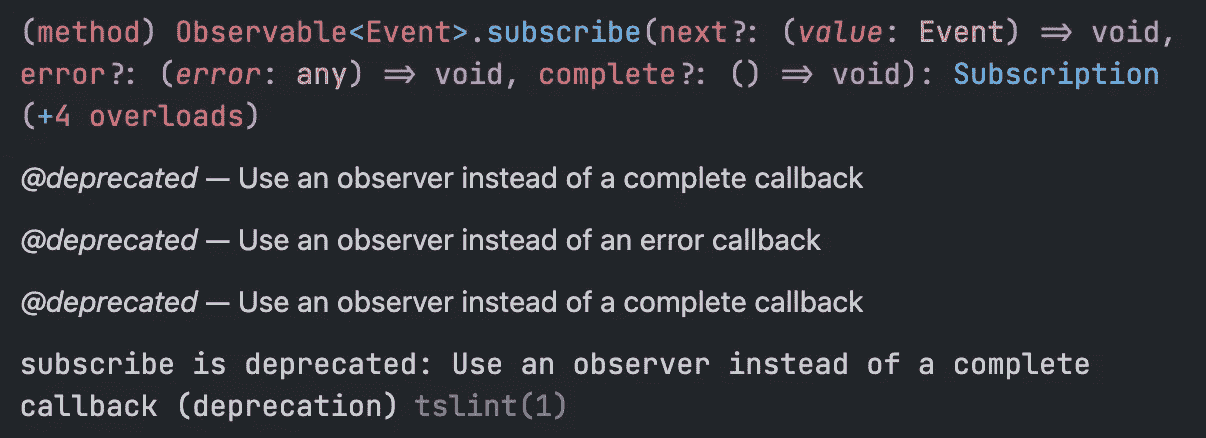 (method) Observable<Event>.subscribe(next?: (value: Event) => void,
error?: (error: any) => void, complete?: () => void): Subscription
(+4 overloads)
@deprecated — Use an observer instead of a complete callback
@deprecated — Use an observer instead of an error callback
@deprecated — Use an observer instead of a complete callback
subscribe is deprecated: Use an observer instead of a complete
callback (deprecation) tslint(1)